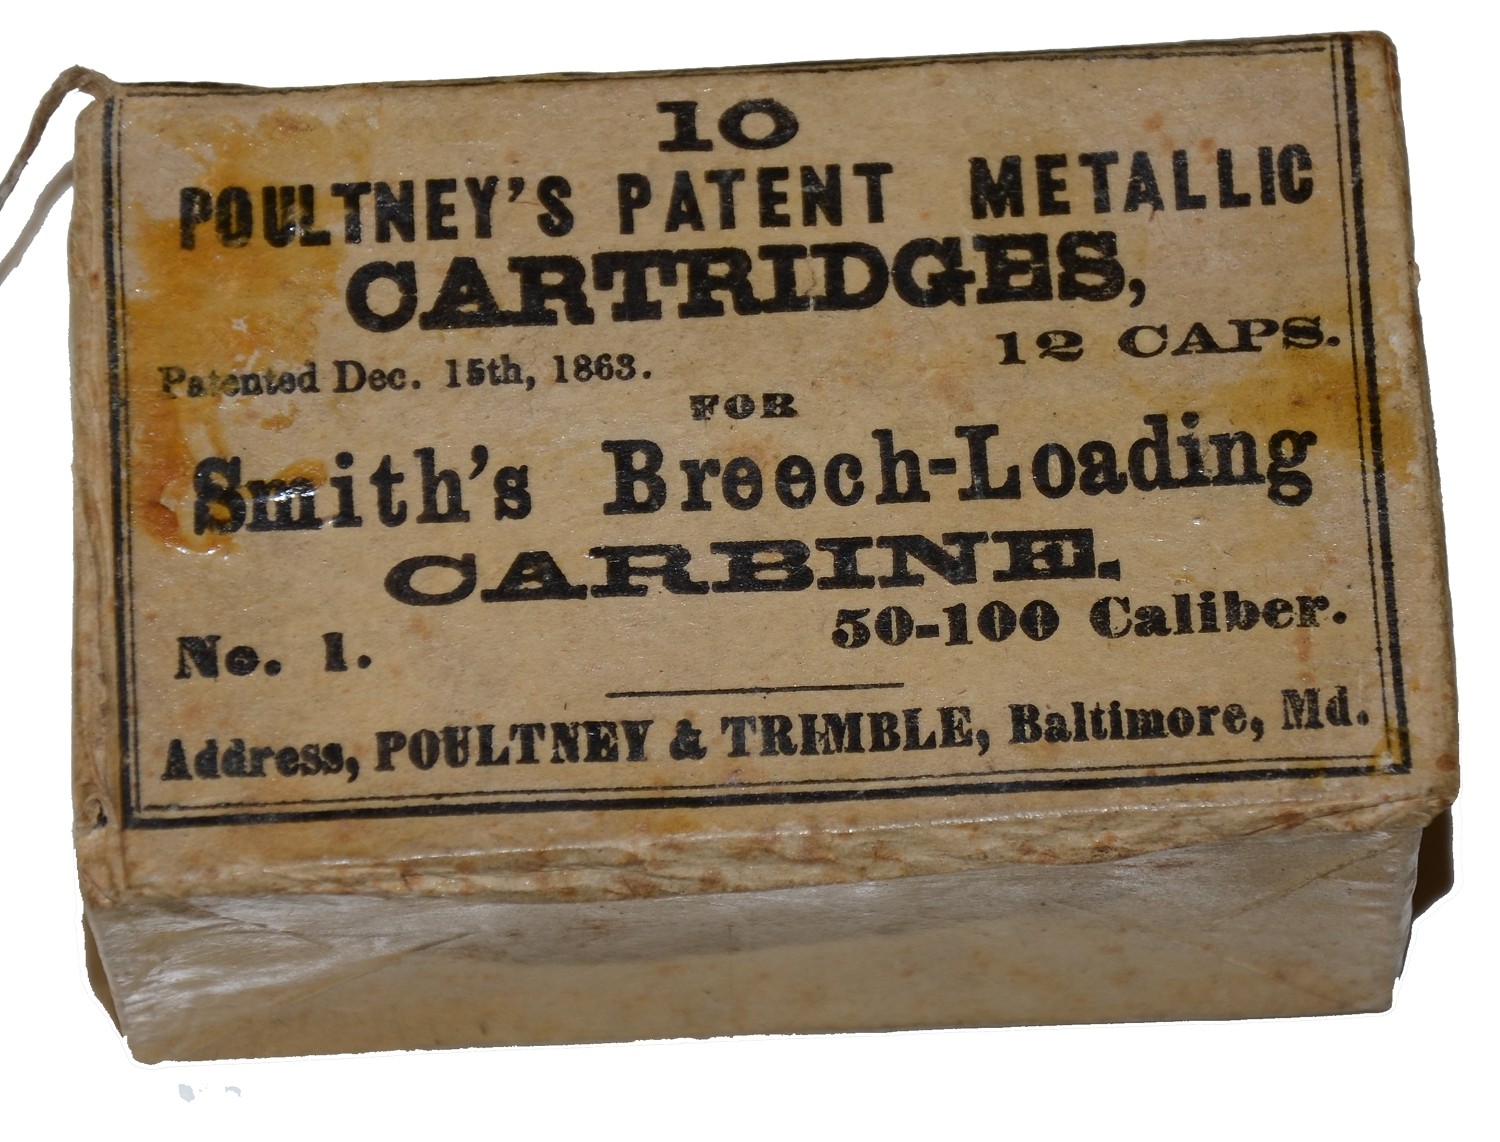 10
POULTNEY'S PATENT METALLIC
CARTRIDGES,
12 CAPS.
Patented Dec. 15th, 1863.
FOR
Smith's Breech-Loading
CARBINE.
50-100 Caliber.
No. 1.
Address, POULTNEY & TRIMBLE, Baltimore, Md.